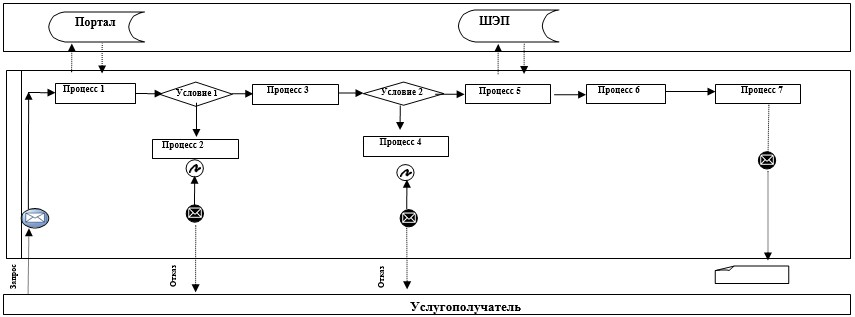 Портал
ШЭП
Процесс 1
Условие 1
Процесс 3
Условие 2
Процесс 5
Процесс 6
Процесс 7
Процесс 2
Процесс 4
Запрос
Отказ
Отказ
Услугополучатель